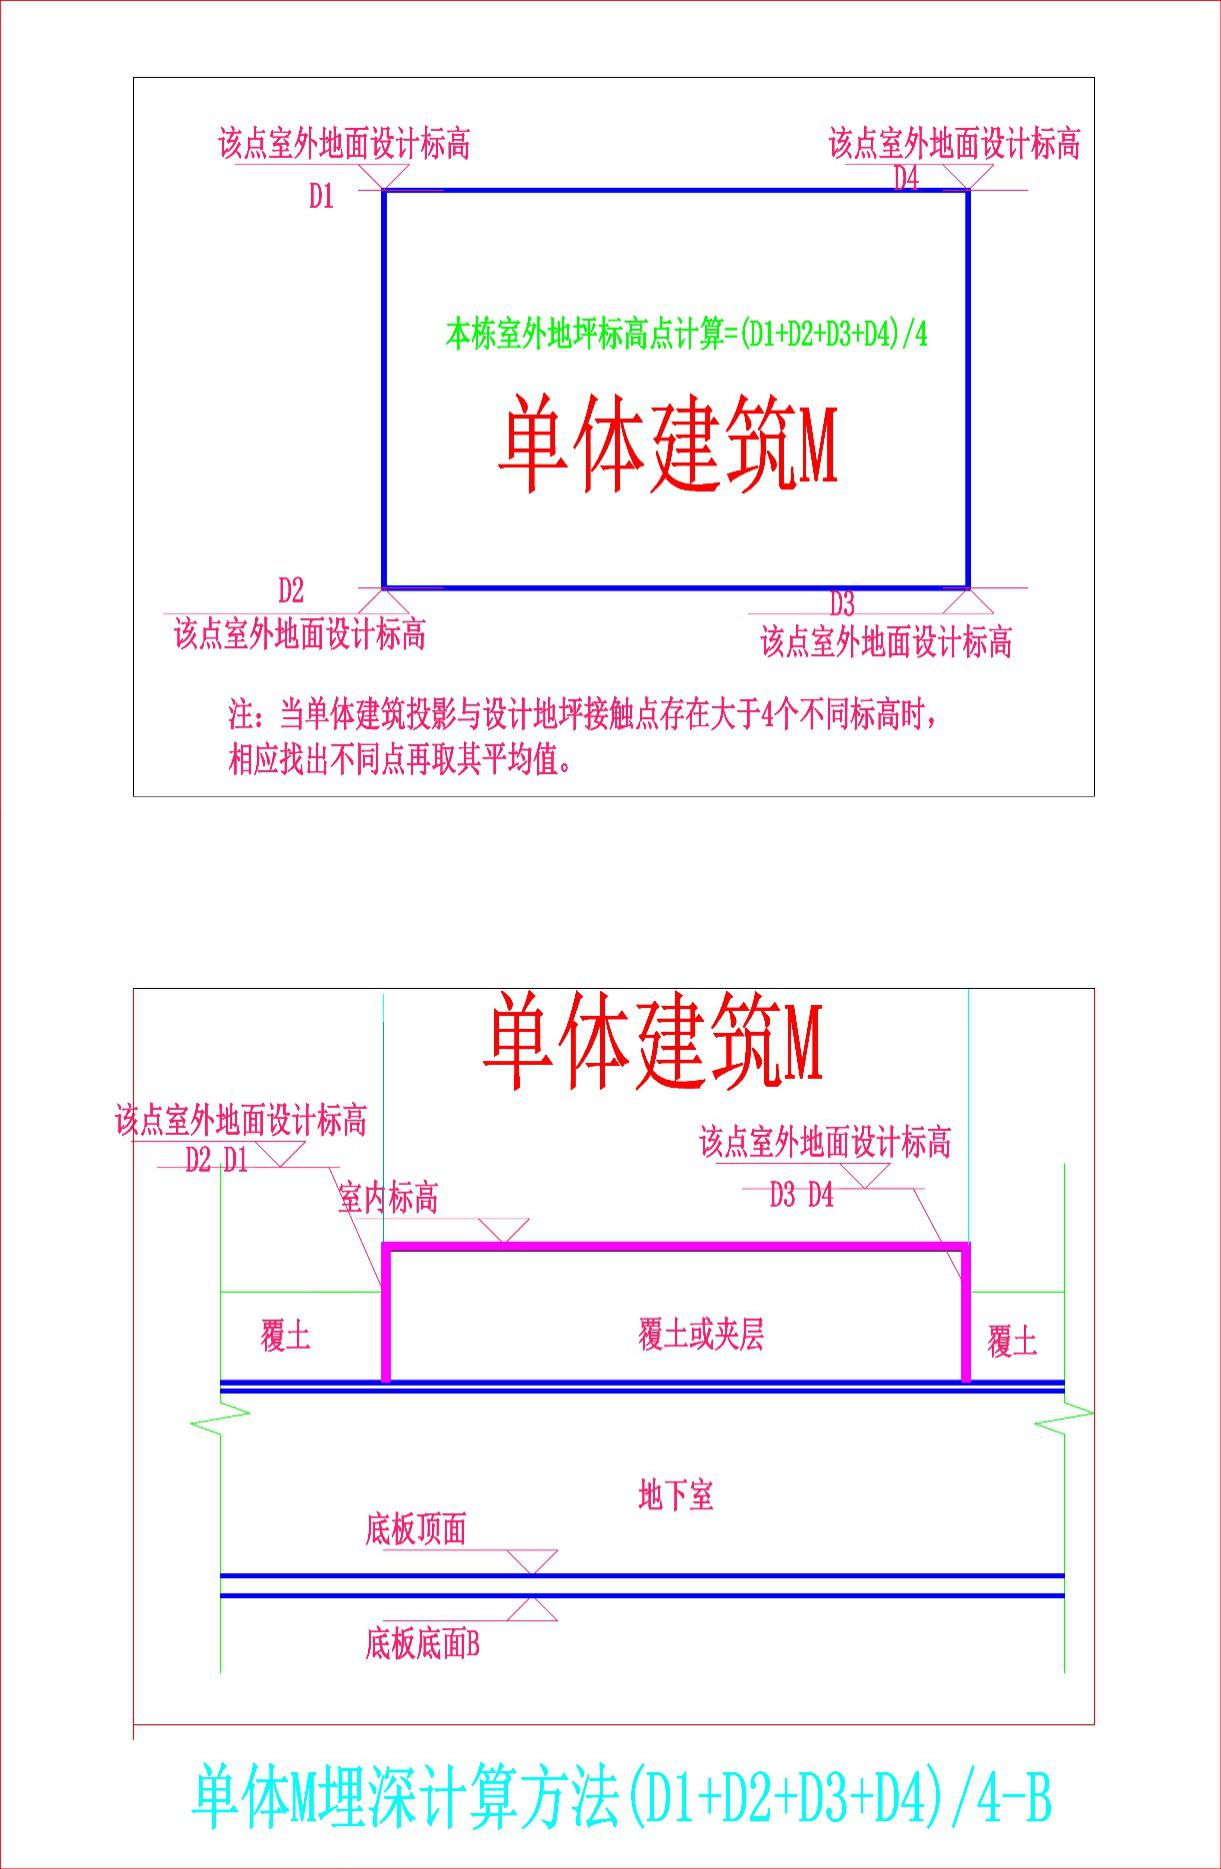 该点室外地面设计标高
该点室外地面设计标高
D1
D4
本栋室外地坪标高点计算=(D1+D2+D3+D4)/4
单体建筑M
D2
D3
该点室外地面设计标高
该点室外地面设计标高
注：当单体建筑投影与设计地坪接触点存在大于4个不同标高时，
相应找出不同点再取其平均值。
单体建筑M
该点室外地面设计标高
D2 D1
该点室外地面设计标高
D3 D4
室内标高
覆土
覆土或夹层
覆土
地下室
底板顶面
底板底面B
单体M埋深计算方法(D1+D2+D3+D4)/4-B